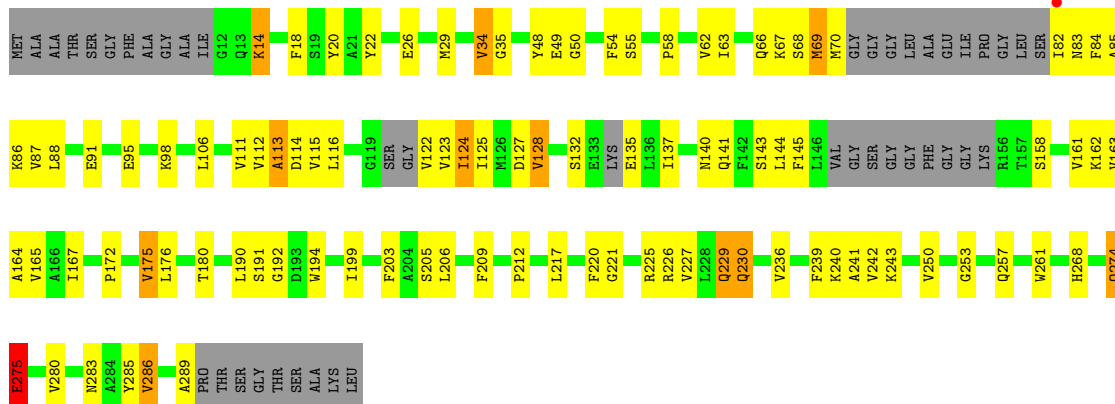 MET ALA ALA THR SER GLY PHE ALA GLY ALA ILE G12 Q13 K14 F18 S19 Y20 A21 Y22 E26 M29 V34 G35 Y48 E49 G50 F54 S55 P58 V62 I63 Q66 K67 S68 M69 M70 GLY GLY GLY LEU ALA GLU ILE PRO GLY LEU SER I82 N83 F84 A85
K86 V87 L88 E91 E95 K98 L106 V111 V112 A113 D114 V115 L116 G119 SER GLY V122 V123 I124 I125 M126 D127 V128 S132 E133 LYS E135 L136 I137 N140 Q141 F142 S143 L144 F145 L146 VAL GLY SER GLY GLY PHE GLY GLY LYS R156 T157 S158 V161 K162
A164 V165 A166 I167 P172 V175 L176 T180 L190 S191 G192 D193 W194 I199 F203 A204 S205 L206 F209 P212 L217 F220 G221 R225 R226 V227 L228 Q229 Q230 V236 F239 K240 A241 V242 K243 V250 G253 Q257 W261 H268
E275 V280 N283 A284 Y285 V286 A289 PRO THR SER GLY THR SER ALA LYS LEU